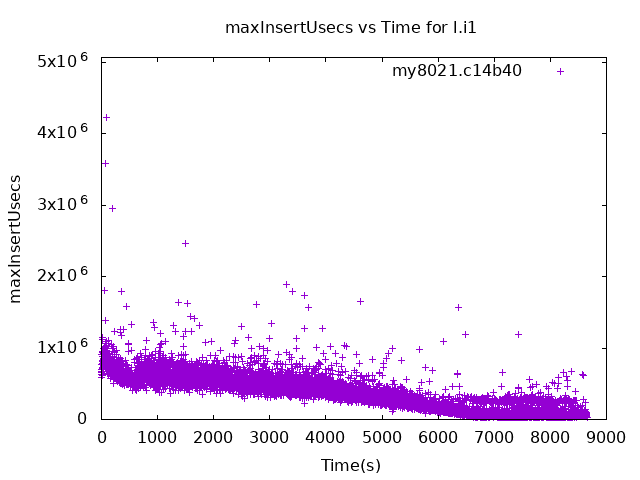 maxInsertUsecs vs Time for l.i1
my8021.c14b40
5x10^6
4x10^6
3x10^6
2x10^6
1x10^6
0
maxInsertUsecs
0 1000 2000 3000 4000 5000 6000 7000 8000 9000
Time(s)